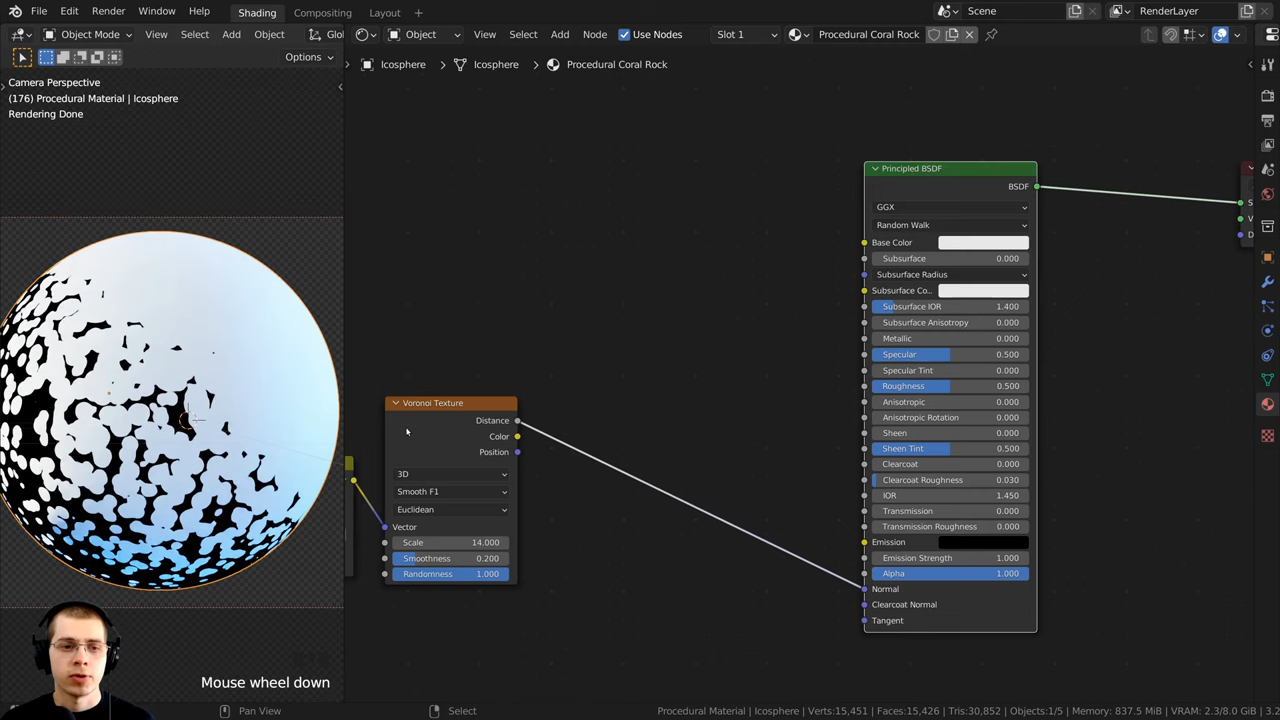 File Edit Render Window Help Shading Compositing Layout + Scene RenderLayer
Object Mode View Select Add Object Glol Object View Select Add Node Use Nodes Slot 1 Procedural Coral Rock
Options Icosphere Icosphere Procedural Coral Rock
Camera Perspective
(176) Procedural Material | Icosphere
Rendering Done
Principled BSDF
BSDF
GGX
Random Walk
Base Color
Subsurface 0.000
Subsurface Radius
Subsurface Co...
Subsurface IOR 1.400
Subsurface Anisotropy 0.000
Metallic 0.000
Specular 0.500
Specular Tint 0.000
Roughness 0.500
Anisotropic 0.000
Anisotropic Rotation 0.000
Sheen 0.000
Sheen Tint 0.500
Clearcoat 0.000
Clearcoat Roughness 0.030
IOR 1.450
Transmission 0.000
Transmission Roughness 0.000
Emission
Emission Strength 1.000
Alpha 1.000
Normal
Clearcoat Normal
Tangent
S
V
D
Voronoi Texture
Distance
Color
Position
3D
Smooth F1
Euclidean
Vector
Scale 14.000
Smoothness 0.200
Randomness 1.000
Mouse wheel down
Pan View Select Procedural Material | Icosphere | Verts:15,451 | Faces:15,426 | Tris:30,852 | Objects:1/5 | Memory: 837.5 MiB | VRAM: 2.3/8.0 GiB | 3.2